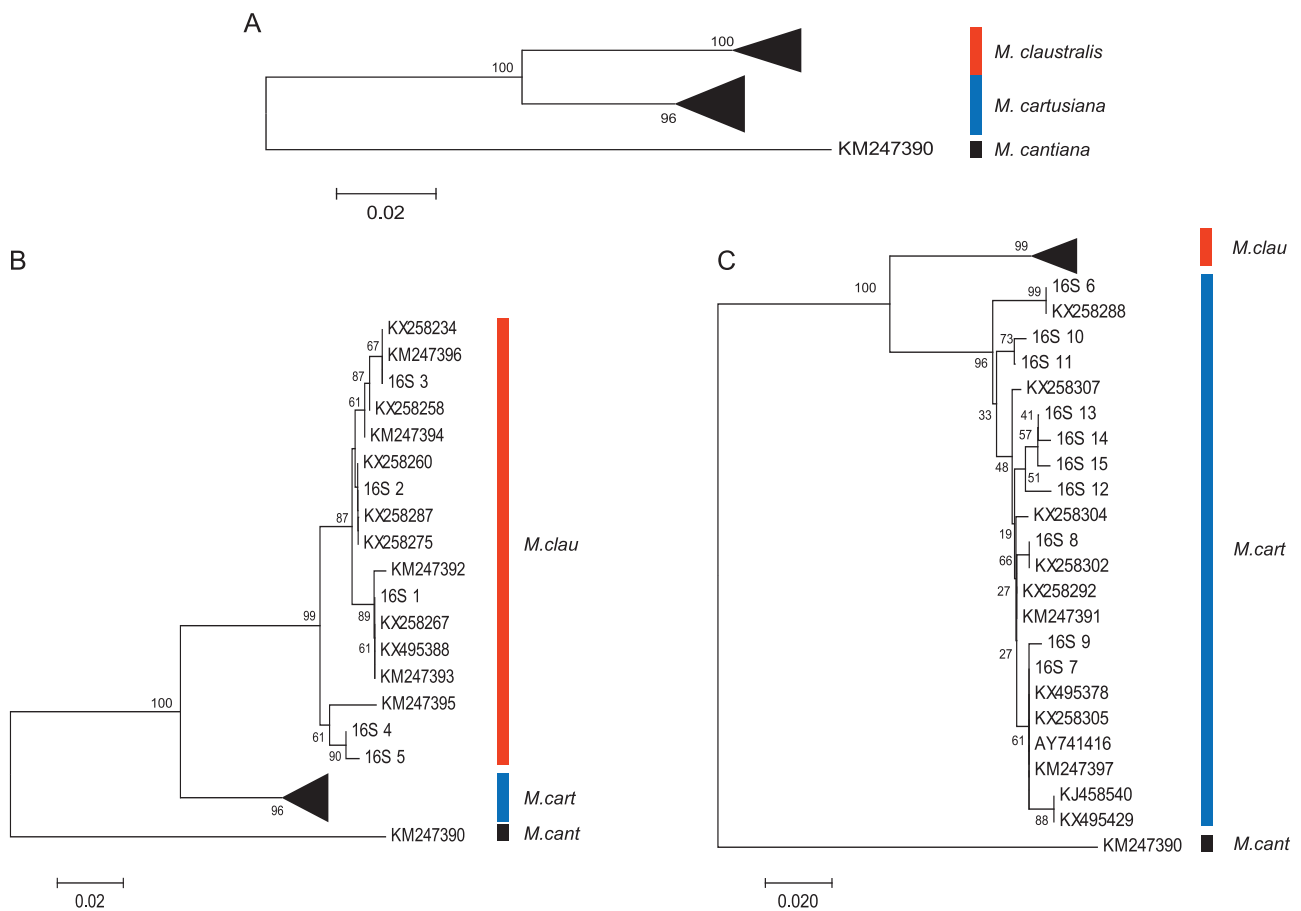 A
100
100
96
KM247390
M. claustralis
M. cartusiana
M. cantiana
0.02
B
KX258234
67
KM247396
87
16S 3
61
KX258258
KM247394
KX258260
16S 2
87
KX258287
KX258275
KM247392
16S 1
89
KX258267
99
61
KX495388
KM247393
KM247395
100
61
16S 4
90
16S 5
96
KM247390
M.clau
M.cart
M.cant
0.02
C
99
100
16S 6
99
KX258288
73
16S 10
96
16S 11
KX258307
33
41
16S 13
57
16S 14
48
16S 15
51
16S 12
KX258304
19
16S 8
66
KX258302
27
KX258292
KM247391
27
16S 9
16S 7
KX495378
KX258305
61
AY741416
KM247397
KJ458540
88
KX495429
KM247390
M.clau
M.cart
M.cant
0.020